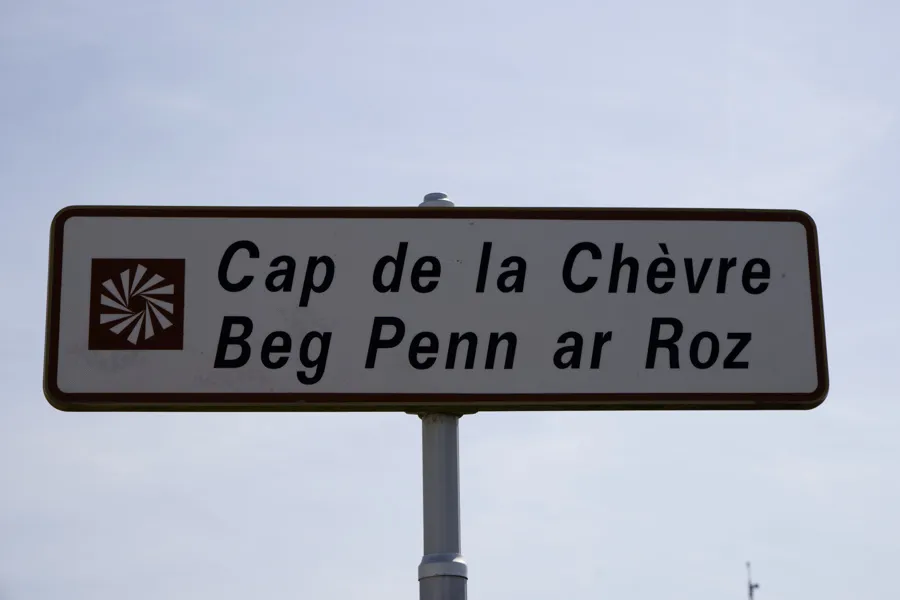 Cap de la Chèvre
Beg Penn ar Roz